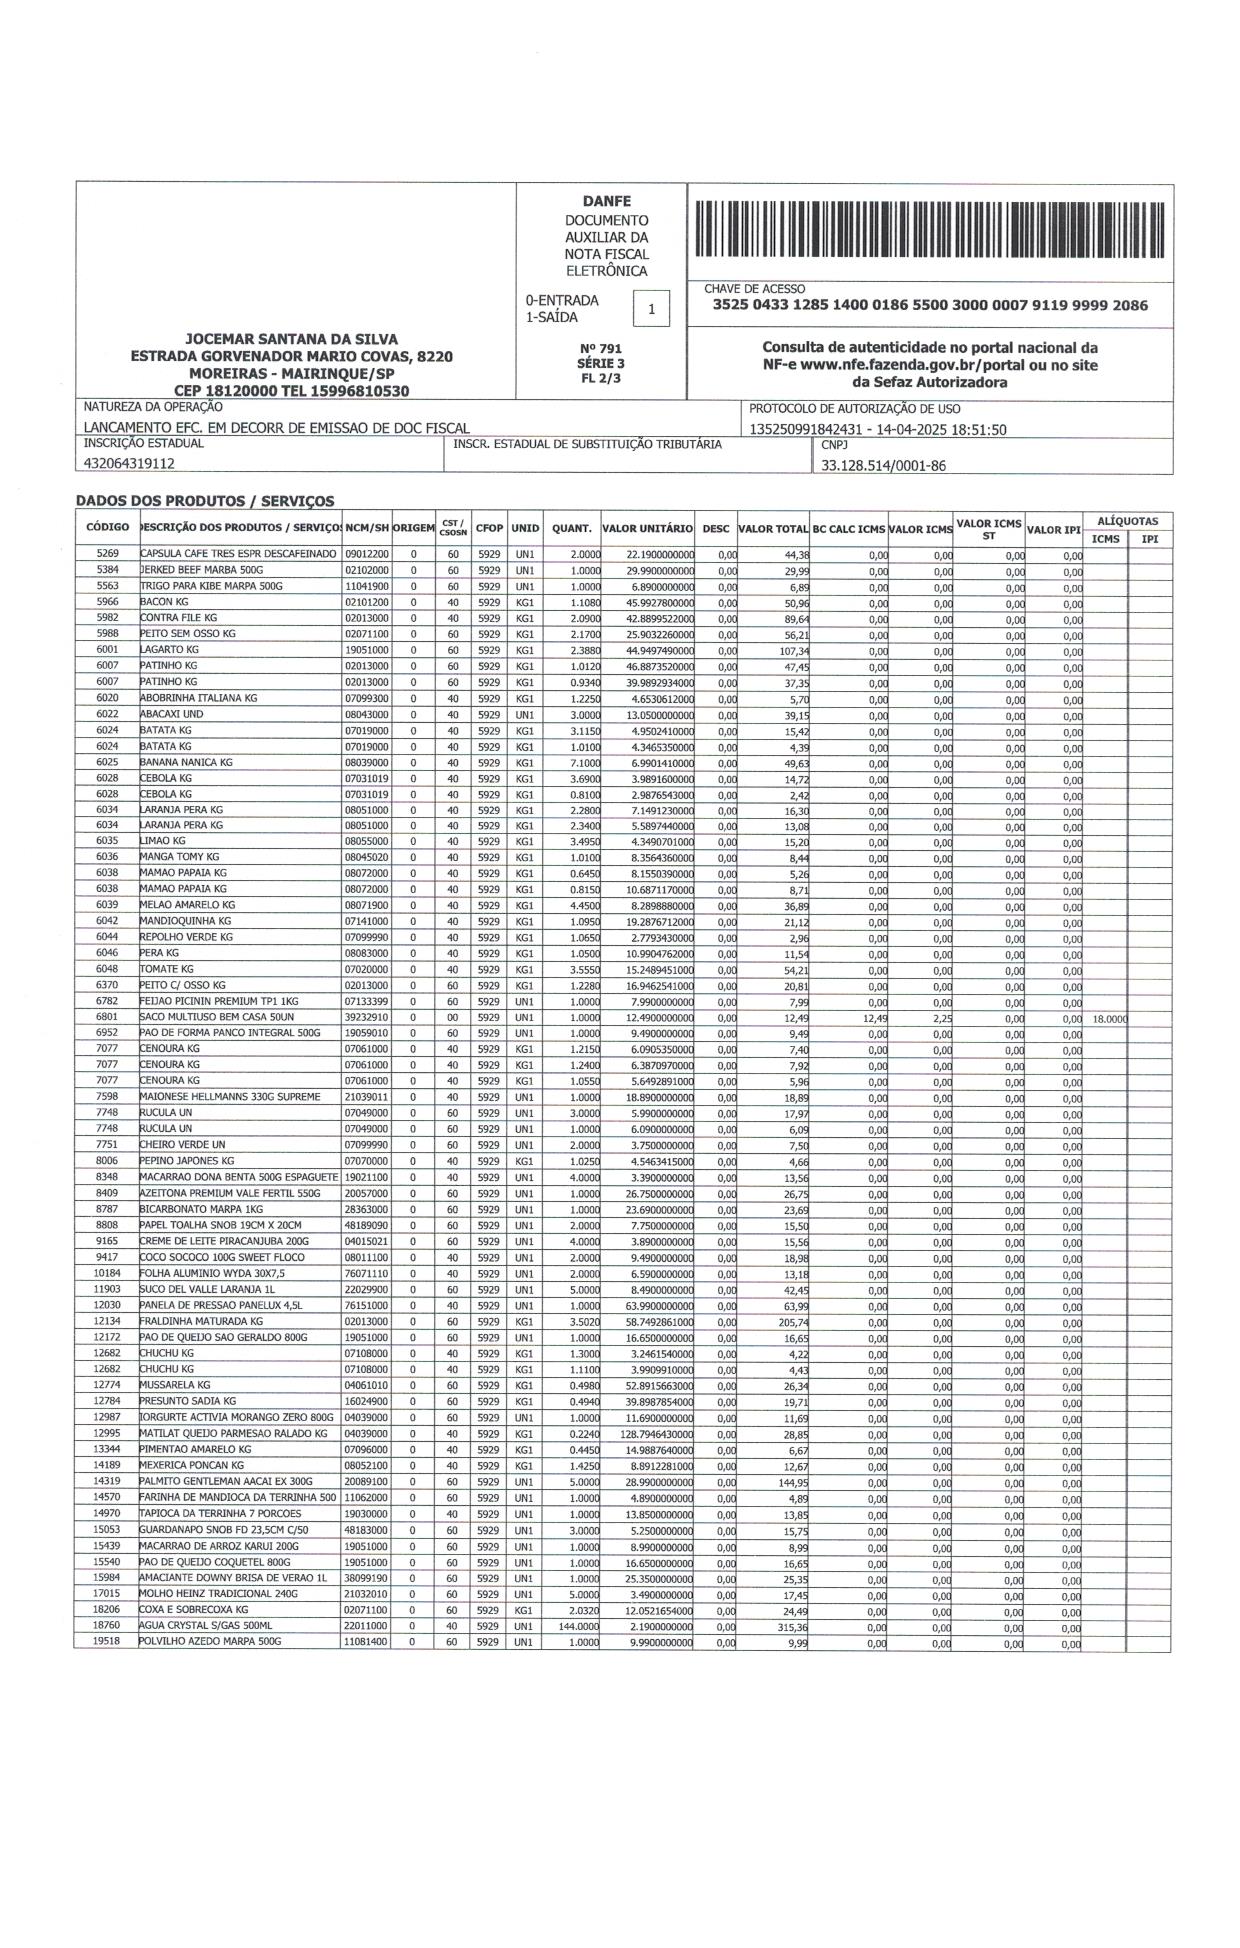 DANFE
DOCUMENTO
AUXILIAR DA
NOTA FISCAL
ELETRÔNICA
0-ENTRADA
1-SAÍDA
1
Nº 791
SÉRIE 3
FL 2/3
JOCEMAR SANTANA DA SILVA
ESTRADA GORVENADOR MARIO COVAS, 8220
MOREIRAS - MAIRINQUE/SP
CEP 18120000 TEL 15996810530
CHAVE DE ACESSO
3525 0433 1285 1400 0186 5500 3000 0007 9119 9999 2086
Consulta de autenticidade no portal nacional da
NF-e www.nfe.fazenda.gov.br/portal ou no site
da Sefaz Autorizadora
NATUREZA DA OPERAÇÃO
LANCAMENTO EFC. EM DECORR DE EMISSAO DE DOC FISCAL
PROTOCOLO DE AUTORIZAÇÃO DE USO
135250991842431 - 14-04-2025 18:51:50
INSCRIÇÃO ESTADUAL
432064319112
INSCR. ESTADUAL DE SUBSTITUIÇÃO TRIBUTÁRIA
CNPJ
33.128.514/0001-86
DADOS DOS PRODUTOS / SERVIÇOS
CÓDIGO DESCRIÇÃO DOS PRODUTOS / SERVIÇOS NCM/SH ORIGEM CST / CSOSN CFOP UNID QUANT. VALOR UNITÁRIO DESC VALOR TOTAL BC CALC ICMS VALOR ICMS VALOR ICMS ST VALOR IPI ALÍQUOTAS ICMS IPI
5269 CAPSULA CAFE TRES ESPR DESCAFEINADO 09012200 0 60 5929 UN1 2.0000 22.1900000000 0,00 44,38 0,00 0,00 0,00 0,00
5384 JERKED BEEF MARBA 500G 02102000 0 60 5929 UN1 1.0000 29.9900000000 0,00 29,99 0,00 0,00 0,00 0,00
5563 TRIGO PARA KIBE MARPA 500G 11041900 0 60 5929 UN1 1.0000 6.8900000000 0,00 6,89 0,00 0,00 0,00 0,00
5966 BACON KG 02101200 0 40 5929 KG1 1.1080 45.9927800000 0,00 50,96 0,00 0,00 0,00 0,00
5982 CONTRA FILE KG 02013000 0 40 5929 KG1 2.0900 42.8899522000 0,00 89,64 0,00 0,00 0,00 0,00
5988 PEITO SEM OSSO KG 02071100 0 60 5929 KG1 2.1700 25.9032260000 0,00 56,21 0,00 0,00 0,00 0,00
6001 LAGARTO KG 19051000 0 60 5929 KG1 2.3880 44.9497490000 0,00 107,34 0,00 0,00 0,00 0,00
6007 PATINHO KG 02013000 0 60 5929 KG1 1.0120 46.8873520000 0,00 47,45 0,00 0,00 0,00 0,00
6007 PATINHO KG 02013000 0 60 5929 KG1 0.9340 39.9892934000 0,00 37,35 0,00 0,00 0,00 0,00
6020 ABOBRINHA ITALIANA KG 07099300 0 40 5929 KG1 1.2250 4.6530612000 0,00 5,70 0,00 0,00 0,00 0,00
6022 ABACAXI UND 08043000 0 40 5929 UN1 3.0000 13.0500000000 0,00 39,15 0,00 0,00 0,00 0,00
6024 BATATA KG 07019000 0 40 5929 KG1 3.1150 4.9502410000 0,00 15,42 0,00 0,00 0,00 0,00
6024 BATATA KG 07019000 0 40 5929 KG1 1.0100 4.3465350000 0,00 4,39 0,00 0,00 0,00 0,00
6025 BANANA NANICA KG 08039000 0 40 5929 KG1 7.1000 6.9901410000 0,00 49,63 0,00 0,00 0,00 0,00
6028 CEBOLA KG 07031019 0 40 5929 KG1 3.6900 3.9891600000 0,00 14,72 0,00 0,00 0,00 0,00
6028 CEBOLA KG 07031019 0 40 5929 KG1 0.8100 2.9876543000 0,00 2,42 0,00 0,00 0,00 0,00
6034 LARANJA PERA KG 08051000 0 40 5929 KG1 2.2800 7.1491230000 0,00 16,30 0,00 0,00 0,00 0,00
6034 LARANJA PERA KG 08051000 0 40 5929 KG1 2.3400 5.5897440000 0,00 13,08 0,00 0,00 0,00 0,00
6035 LIMAO KG 08055000 0 40 5929 KG1 3.4950 4.3490701000 0,00 15,20 0,00 0,00 0,00 0,00
6036 MANGA TOMY KG 08045020 0 40 5929 KG1 1.0100 8.3564360000 0,00 8,44 0,00 0,00 0,00 0,00
6038 MAMAO PAPAIA KG 08072000 0 40 5929 KG1 0.6450 8.1550390000 0,00 5,26 0,00 0,00 0,00 0,00
6038 MAMAO PAPAIA KG 08072000 0 40 5929 KG1 0.8150 10.6871170000 0,00 8,71 0,00 0,00 0,00 0,00
6039 MELAO AMARELO KG 08071900 0 40 5929 KG1 4.4500 8.2898880000 0,00 36,89 0,00 0,00 0,00 0,00
6042 MANDIOQUINHA KG 07141000 0 40 5929 KG1 1.0950 19.2876712000 0,00 21,12 0,00 0,00 0,00 0,00
6044 REPOLHO VERDE KG 07099990 0 40 5929 KG1 1.0650 2.7793430000 0,00 2,96 0,00 0,00 0,00 0,00
6046 PERA KG 08083000 0 40 5929 KG1 1.0500 10.9904762000 0,00 11,54 0,00 0,00 0,00 0,00
6048 TOMATE KG 07020000 0 40 5929 KG1 3.5550 15.2489451000 0,00 54,21 0,00 0,00 0,00 0,00
6370 PEITO C/ OSSO KG 02013000 0 60 5929 KG1 1.2280 16.9462541000 0,00 20,81 0,00 0,00 0,00 0,00
6782 FEIJAO PICININ PREMIUM TP1 1KG 07133399 0 60 5929 UN1 1.0000 7.9900000000 0,00 7,99 0,00 0,00 0,00 0,00
6801 SACO MULTIUSO BEM CASA 50UN 39232910 0 00 5929 UN1 1.0000 12.4900000000 0,00 12,49 12,49 2,25 0,00 0,00 18.0000
6952 PAO DE FORMA PANCO INTEGRAL 500G 19059010 0 60 5929 UN1 1.0000 9.4900000000 0,00 9,49 0,00 0,00 0,00 0,00
7077 CENOURA KG 07061000 0 40 5929 KG1 1.2150 6.0905350000 0,00 7,40 0,00 0,00 0,00 0,00
7077 CENOURA KG 07061000 0 40 5929 KG1 1.2400 6.3870970000 0,00 7,92 0,00 0,00 0,00 0,00
7077 CENOURA KG 07061000 0 40 5929 KG1 1.0550 5.6492891000 0,00 5,96 0,00 0,00 0,00 0,00
7598 MAIONESE HELLMANNS 330G SUPREME 21039011 0 40 5929 UN1 1.0000 18.8900000000 0,00 18,89 0,00 0,00 0,00 0,00
7748 RUCULA UN 07049000 0 60 5929 UN1 3.0000 5.9900000000 0,00 17,97 0,00 0,00 0,00 0,00
7748 RUCULA UN 07049000 0 60 5929 UN1 1.0000 6.0900000000 0,00 6,09 0,00 0,00 0,00 0,00
7751 CHEIRO VERDE UN 07099990 0 60 5929 UN1 2.0000 3.7500000000 0,00 7,50 0,00 0,00 0,00 0,00
8006 PEPINO JAPONES KG 07070000 0 40 5929 KG1 1.0250 4.5463415000 0,00 4,66 0,00 0,00 0,00 0,00
8348 MACARRAO DONA BENTA 500G ESPAGUETE 19021100 0 40 5929 UN1 4.0000 3.3900000000 0,00 13,56 0,00 0,00 0,00 0,00
8409 AZEITONA PREMIUM VALE FERTIL 550G 20057000 0 60 5929 UN1 1.0000 26.7500000000 0,00 26,75 0,00 0,00 0,00 0,00
8787 BICARBONATO MARPA 1KG 28363000 0 60 5929 UN1 1.0000 23.6900000000 0,00 23,69 0,00 0,00 0,00 0,00
8808 PAPEL TOALHA SNOB 19CM X 20CM 48189090 0 60 5929 UN1 2.0000 7.7500000000 0,00 15,50 0,00 0,00 0,00 0,00
9165 CREME DE LEITE PIRACANJUBA 200G 04015021 0 60 5929 UN1 4.0000 3.8900000000 0,00 15,56 0,00 0,00 0,00 0,00
9417 COCO SOCOCO 100G SWEET FLOCO 08011100 0 40 5929 UN1 2.0000 9.4900000000 0,00 18,98 0,00 0,00 0,00 0,00
10184 FOLHA ALUMINIO WYDA 30X7,5 76071110 0 40 5929 UN1 2.0000 6.5900000000 0,00 13,18 0,00 0,00 0,00 0,00
11903 SUCO DEL VALLE LARANJA 1L 22029900 0 60 5929 UN1 5.0000 8.4900000000 0,00 42,45 0,00 0,00 0,00 0,00
12030 PANELA DE PRESSAO PANELUX 4,5L 76151000 0 40 5929 UN1 1.0000 63.9900000000 0,00 63,99 0,00 0,00 0,00 0,00
12134 FRALDINHA MATURADA KG 02013000 0 60 5929 KG1 3.5020 58.7492861000 0,00 205,74 0,00 0,00 0,00 0,00
12172 PAO DE QUEIJO SAO GERALDO 800G 19051000 0 60 5929 UN1 1.0000 16.6500000000 0,00 16,65 0,00 0,00 0,00 0,00
12682 CHUCHU KG 07108000 0 40 5929 KG1 1.3000 3.2461540000 0,00 4,22 0,00 0,00 0,00 0,00
12682 CHUCHU KG 07108000 0 40 5929 KG1 1.1100 3.9909910000 0,00 4,43 0,00 0,00 0,00 0,00
12774 MUSSARELA KG 04061010 0 60 5929 KG1 0.4980 52.8915663000 0,00 26,34 0,00 0,00 0,00 0,00
12784 PRESUNTO SADIA KG 16024900 0 60 5929 KG1 0.4940 39.8987854000 0,00 19,71 0,00 0,00 0,00 0,00
12987 IORGURTE ACTIVIA MORANGO ZERO 800G 04039000 0 60 5929 UN1 1.0000 11.6900000000 0,00 11,69 0,00 0,00 0,00 0,00
12995 MATILAT QUEIJO PARMESAO RALADO KG 04039000 0 40 5929 KG1 0.2240 128.7946430000 0,00 28,85 0,00 0,00 0,00 0,00
13344 PIMENTAO AMARELO KG 07096000 0 40 5929 KG1 0.4450 14.9887640000 0,00 6,67 0,00 0,00 0,00 0,00
14189 MEXERICA PONCAN KG 08052100 0 40 5929 KG1 1.4250 8.8912281000 0,00 12,67 0,00 0,00 0,00 0,00
14319 PALMITO GENTLEMAN AACAI EX 300G 20089100 0 60 5929 UN1 5.0000 28.9900000000 0,00 144,95 0,00 0,00 0,00 0,00
14570 FARINHA DE MANDIOCA DA TERRINHA 500 11062000 0 60 5929 UN1 1.0000 4.8900000000 0,00 4,89 0,00 0,00 0,00 0,00
14970 TAPIOCA DA TERRINHA 7 PORCOES 19030000 0 40 5929 UN1 1.0000 13.8500000000 0,00 13,85 0,00 0,00 0,00 0,00
15053 GUARDANAPO SNOB FD 23,5CM C/50 48183000 0 60 5929 UN1 3.0000 5.2500000000 0,00 15,75 0,00 0,00 0,00 0,00
15439 MACARRAO DE ARROZ KARUI 200G 19051000 0 60 5929 UN1 1.0000 8.9900000000 0,00 8,99 0,00 0,00 0,00 0,00
15540 PAO DE QUEIJO COQUETEL 800G 19051000 0 60 5929 UN1 1.0000 16.6500000000 0,00 16,65 0,00 0,00 0,00 0,00
15984 AMACIANTE DOWNY BRISA DE VERAO 1L 38099190 0 60 5929 UN1 1.0000 25.3500000000 0,00 25,35 0,00 0,00 0,00 0,00
17015 MOLHO HEINZ TRADICIONAL 240G 21032010 0 60 5929 UN1 5.0000 3.4900000000 0,00 17,45 0,00 0,00 0,00 0,00
18206 COXA E SOBRECOXA KG 02071100 0 60 5929 KG1 2.0320 12.0521654000 0,00 24,49 0,00 0,00 0,00 0,00
18760 AGUA CRYSTAL S/GAS 500ML 22011000 0 40 5929 UN1 144.0000 2.1900000000 0,00 315,36 0,00 0,00 0,00 0,00
19518 POLVILHO AZEDO MARPA 500G 11081400 0 60 5929 UN1 1.0000 9.9900000000 0,00 9,99 0,00 0,00 0,00 0,00